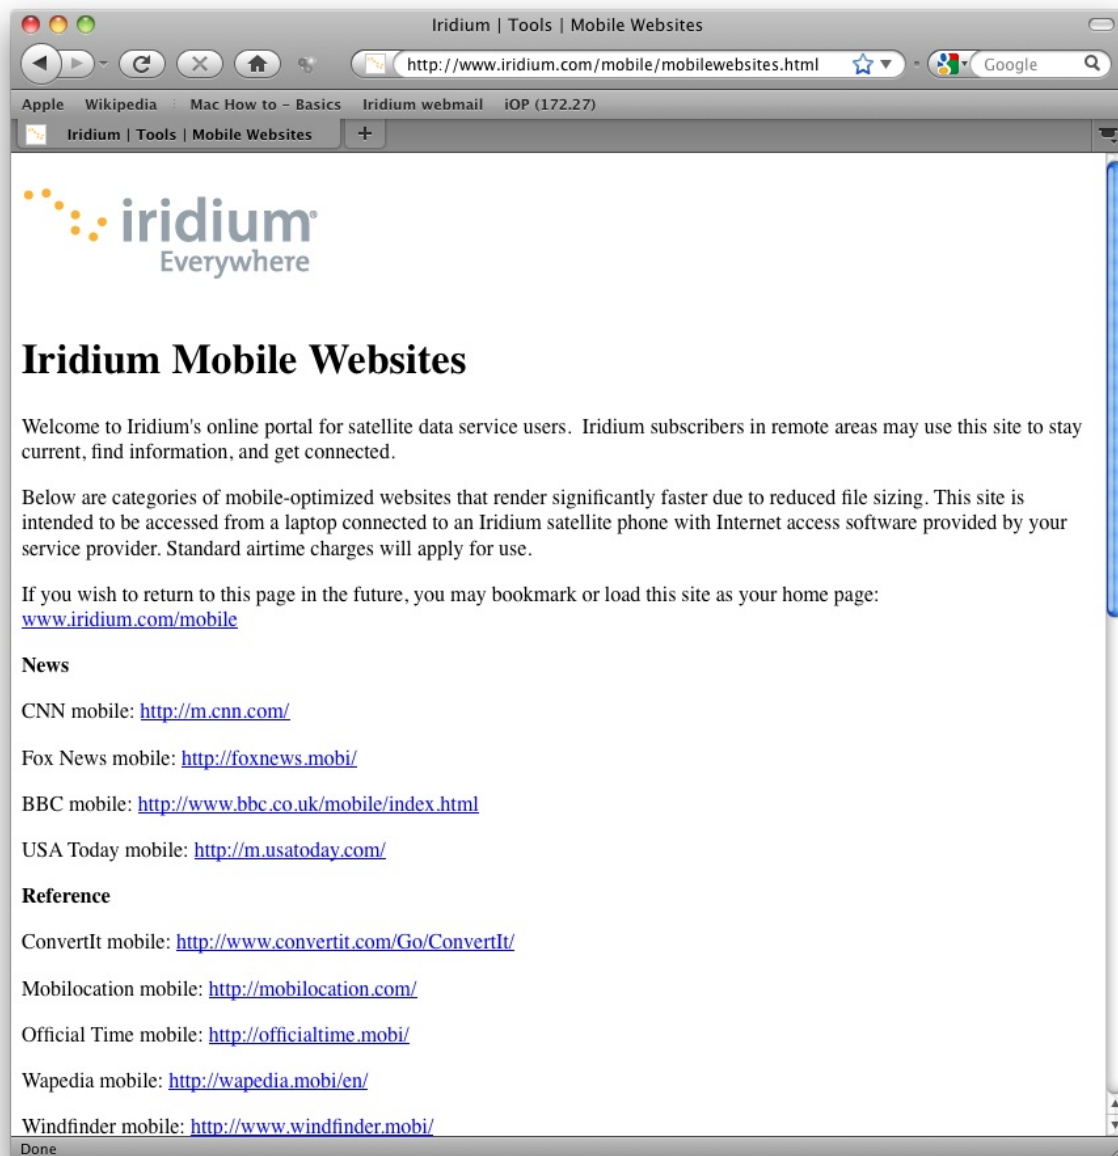 Iridium | Tools | Mobile Websites
http://www.iridium.com/mobile/mobilewebsites.html
Google
Apple Wikipedia Mac How to – Basics Iridium webmail iOP (172.27)
Iridium | Tools | Mobile Websites +
iridium®
Everywhere
Iridium Mobile Websites
Welcome to Iridium's online portal for satellite data service users. Iridium subscribers in remote areas may use this site to stay
current, find information, and get connected.
Below are categories of mobile-optimized websites that render significantly faster due to reduced file sizing. This site is
intended to be accessed from a laptop connected to an Iridium satellite phone with Internet access software provided by your
service provider. Standard airtime charges will apply for use.
If you wish to return to this page in the future, you may bookmark or load this site as your home page:
www.iridium.com/mobile
News
CNN mobile: http://m.cnn.com/
Fox News mobile: http://foxnews.mobi/
BBC mobile: http://www.bbc.co.uk/mobile/index.html
USA Today mobile: http://m.usatoday.com/
Reference
ConvertIt mobile: http://www.convertit.com/Go/ConvertIt/
Mobilocation mobile: http://mobilocation.com/
Official Time mobile: http://officialtime.mobi/
Wapedia mobile: http://wapedia.mobi/en/
Windfinder mobile: http://www.windfinder.mobi/
Done